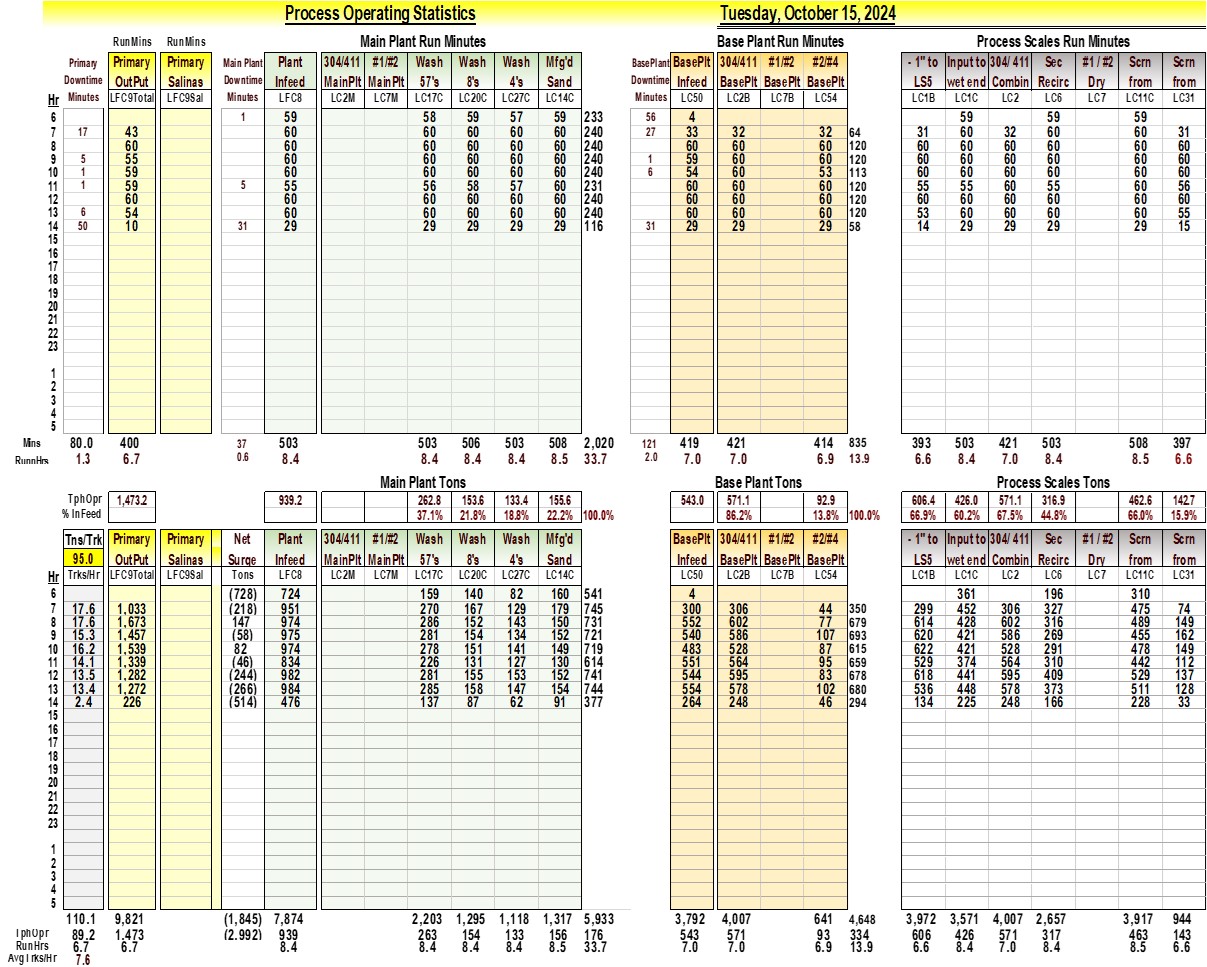 Process Operating Statistics Tuesday, October 15, 2024
RunMins RunMins Main Plant Run Minutes Base Plant Run Minutes Process Scales Run Minutes
Primary Primary Primary Main Plant Plant 304/411 #1/#2 Wash Wash Wash Mfg'd BasePlant BasePlt 304/411 #1/#2 #2/#4 - 1" to Input to 304/ 411 Sec #1 / #2 Scrn Scrn
Downtime OutPut Salinas Downtime Infeed MainPlt MainPlt 57's 8's 4's Sand Downtime Infeed BasePlt BasePlt BasePlt LS5 wet end Combin Recirc Dry from from
Hr Minutes LFC9Total LFC9Sal Minutes LFC8 LC2M LC7M LC17C LC20C LC27C LC14C Minutes LC50 LC2B LC7B LC54 LC1B LC1C LC2 LC6 LC7 LC11C LC31
6 1 59 58 59 57 59 233 56 4 59 59 59
7 17 43 60 60 60 60 60 240 27 33 32 32 64 31 60 32 60 60 31
8 60 60 60 60 60 60 240 60 60 60 120 60 60 60 60 60 60
9 5 55 60 60 60 60 60 240 1 59 60 60 120 60 60 60 60 60 60
10 1 59 60 60 60 60 60 240 6 54 60 53 113 60 60 60 60 60 60
11 1 59 5 55 56 58 57 60 231 60 60 60 120 55 55 60 55 60 56
12 60 60 60 60 60 60 240 60 60 60 120 60 60 60 60 60 60
13 6 54 60 60 60 60 60 240 60 60 60 120 53 60 60 60 60 55
14 50 10 31 29 29 29 29 29 116 31 29 29 29 58 14 29 29 29 29 15
15
16
17
18
19
20
21
22
23
1
2
3
4
5
Mins 80.0 400 37 503 503 506 503 508 2,020 121 419 421 414 835 393 503 421 503 508 397
RunnHrs 1.3 6.7 0.6 8.4 8.4 8.4 8.4 8.5 33.7 2.0 7.0 7.0 6.9 13.9 6.6 8.4 7.0 8.4 8.5 6.6
Main Plant Tons Base Plant Tons Process Scales Tons
TphOpr 1,473.2 939.2 262.8 153.6 133.4 155.6 543.0 571.1 92.9 606.4 426.0 571.1 316.9 462.6 142.7
% InFeed 37.1% 21.8% 18.8% 22.2% 100.0% 86.2% 13.8% 100.0% 66.9% 60.2% 67.5% 44.8% 66.0% 15.9%
Tns/Trk Primary Primary Net Plant 304/411 #1/#2 Wash Wash Wash Mfg'd BasePlt 304/411 #1/#2 #2/#4 - 1" to Input to 304/ 411 Sec #1 / #2 Scrn Scrn
95.0 OutPut Salinas Surge Infeed MainPlt MainPlt 57's 8's 4's Sand Infeed BasePlt BasePlt BasePlt LS5 wet end Combin Recirc Dry from from
Hr Trks/Hr LFC9Total LFC9Sal Tons LFC8 LC2M LC7M LC17C LC20C LC27C LC14C LC50 LC2B LC7B LC54 LC1B LC1C LC2 LC6 LC7 LC11C LC31
6 (728) 724 159 140 82 160 541 4 361 196 310
7 17.6 1,033 (218) 951 270 167 129 179 745 300 306 44 350 299 452 306 327 475 74
8 17.6 1,673 147 974 286 152 143 150 731 552 602 77 679 614 428 602 316 489 149
9 15.3 1,457 (58) 975 281 154 134 152 721 540 586 107 693 620 421 586 269 455 162
10 16.2 1,539 82 974 278 151 141 149 719 483 528 87 615 622 421 528 291 478 149
11 14.1 1,339 (46) 834 226 131 127 130 614 551 564 95 659 529 374 564 310 442 112
12 13.5 1,282 (244) 982 281 155 153 152 741 544 595 83 678 618 441 595 409 529 137
13 13.4 1,272 (266) 984 285 158 147 154 744 554 578 102 680 536 448 578 373 511 128
14 2.4 226 (514) 476 137 87 62 91 377 264 248 46 294 134 225 248 166 228 33
15
16
17
18
19
20
21
22
23
1
2
3
4
5
110.1 9,821 (1,845) 7,874 2,203 1,295 1,118 1,317 5,933 3,792 4,007 641 4,648 3,972 3,571 4,007 2,657 3,917 944
TphOpr 89.2 1,473 (2,992) 939 263 154 133 156 176 543 571 93 334 606 426 571 317 463 143
RunHrs 6.7 6.7 8.4 8.4 8.4 8.4 8.5 33.7 7.0 7.0 6.9 13.9 6.6 8.4 7.0 8.4 8.5 6.6
AvgTrks/Hr 7.6